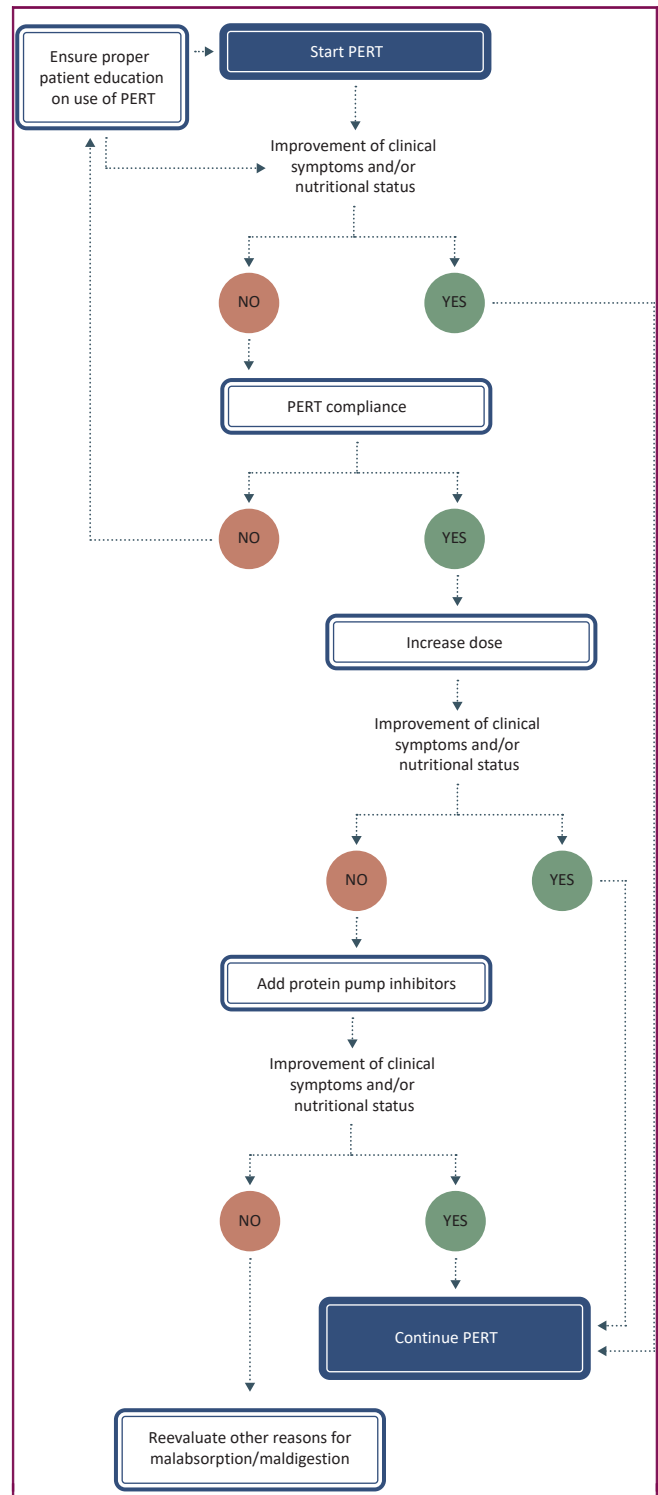 Ensure proper
patient education
on use of PERT
Start PERT
Improvement of clinical
symptoms and/or
nutritional status
NO
YES
PERT compliance
NO
YES
Increase dose
Improvement of clinical
symptoms and/or
nutritional status
NO
YES
Add protein pump inhibitors
Improvement of clinical
symptoms and/or
nutritional status
NO
YES
Continue PERT
Reevaluate other reasons for
malabsorption/maldigestion